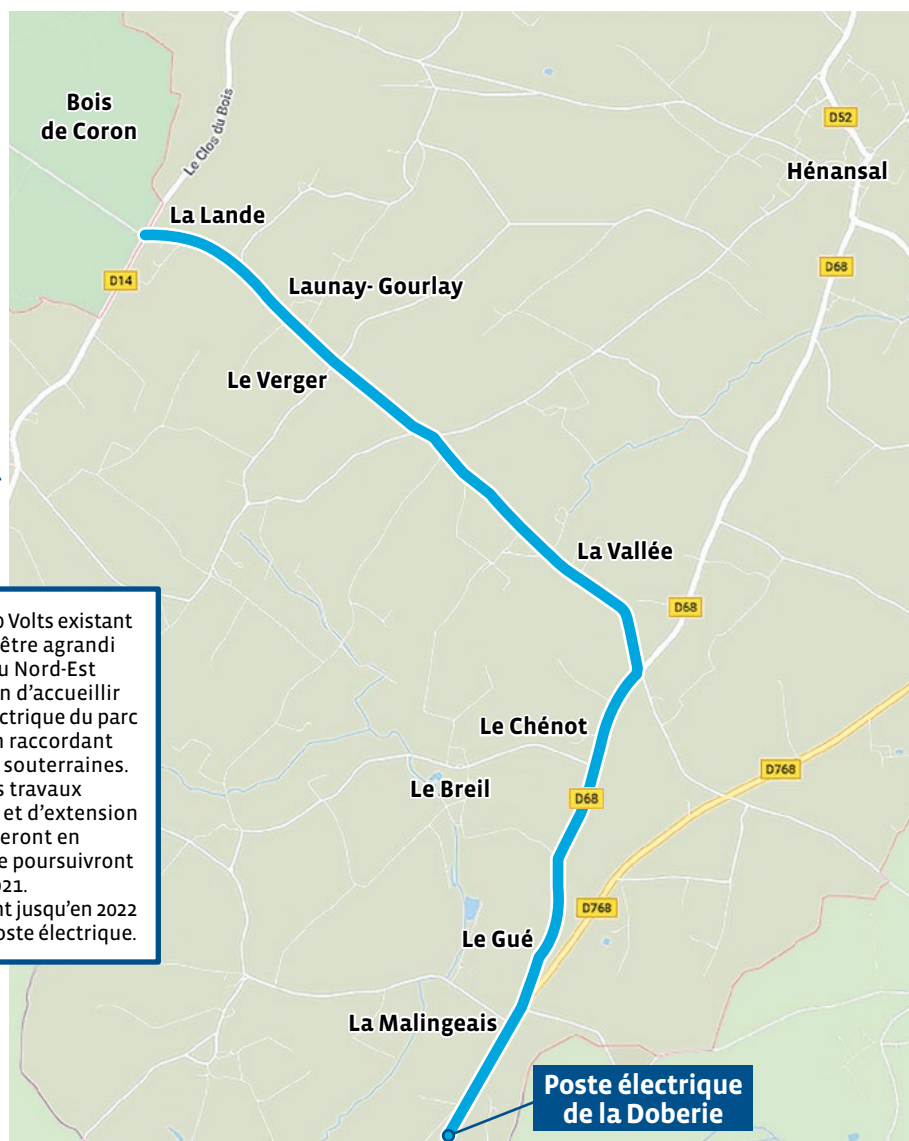 Bois
de Coron
Le Clos du Bois
D52
Hénansal
La Lande
D14
D68
Launay- Gourlay
Le Verger
La Vallée
D68
Volts existant
être agrandi
u Nord-Est
n d’accueillir
ctrique du parc
n raccordant
souterraines.
s travaux
et d’extension
eront en
e poursuivront
021.
nt jusqu’en 2022
oste électrique.
Le Chénot
D768
Le Breil
D68
D768
Le Gué
La Malingeais
Poste électrique
de la Doberie